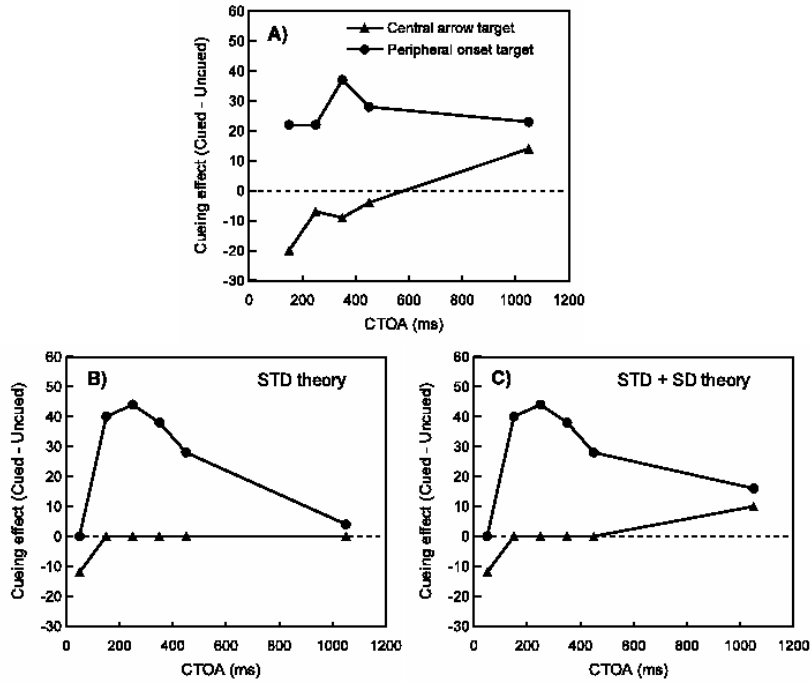 A)
Central arrow target
Peripheral onset target
Cueing effect (Cued - Uncued)
60
50
40
30
20
10
0
-10
-20
-30
0 200 400 600 800 1000 1200
CTOA (ms)
B)
STD theory
Cueing effect (Cued - Uncued)
60
50
40
30
20
10
0
-10
-20
-30
0 200 400 600 800 1000 1200
CTOA (ms)
C)
STD + SD theory
Cueing effect (Cued - Uncued)
60
50
40
30
20
10
0
-10
-20
-30
0 200 400 600 800 1000 1200
CTOA (ms)